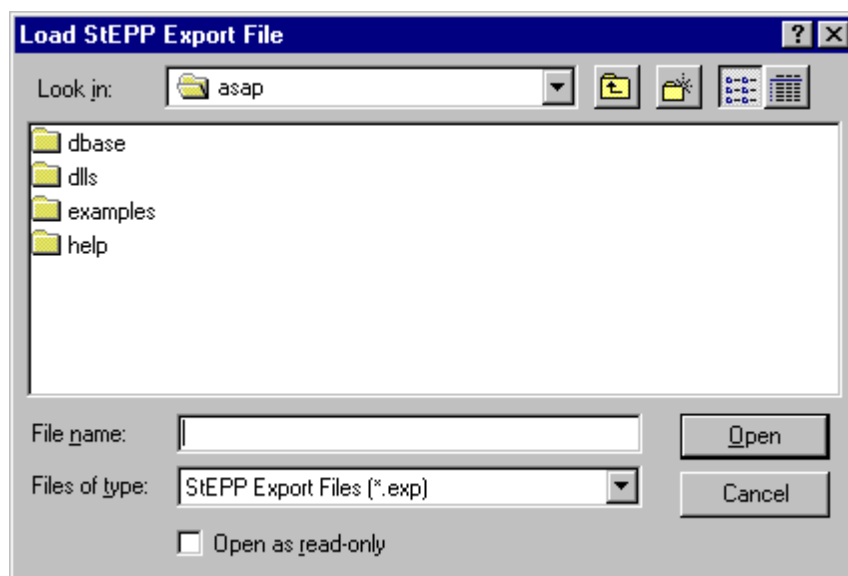 Load StEPP Export File
Look in: asap
dbase
dlls
examples
help
File name: Open
Files of type: StEPP Export Files (*.exp) Cancel
Open as read-only